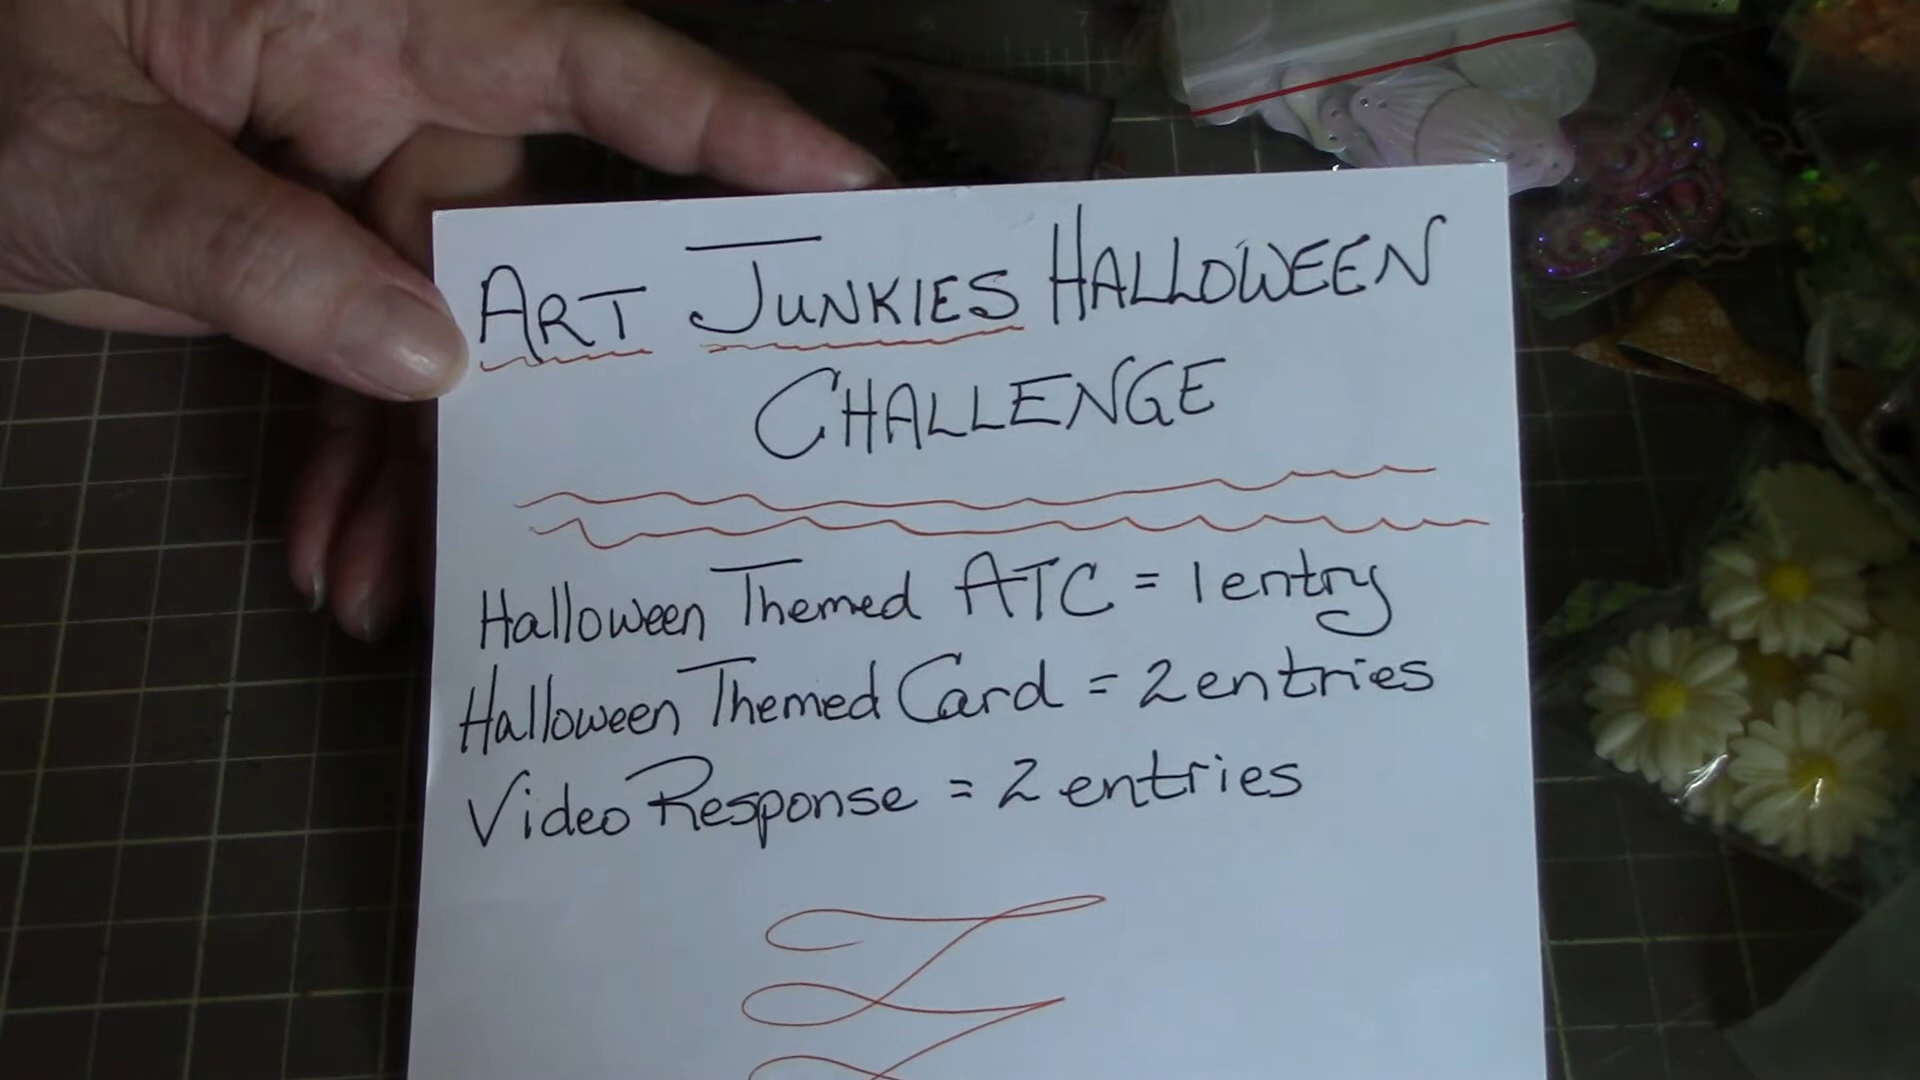 ART JUNKIES HALLOWEEN
CHALLENGE
Halloween Themed ATC = 1 entry
Halloween Themed Card = 2 entries
Video Response = 2 entries